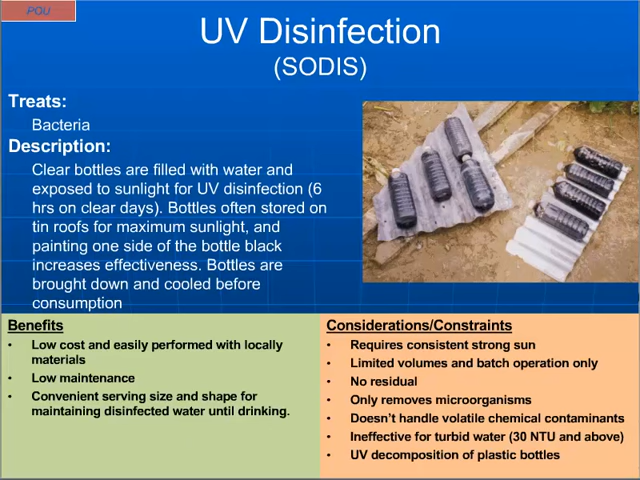 POU
UV Disinfection
(SODIS)
Treats:
Bacteria
Description:
Clear bottles are filled with water and
exposed to sunlight for UV disinfection (6
hrs on clear days). Bottles often stored on
tin roofs for maximum sunlight, and
painting one side of the bottle black
increases effectiveness. Bottles are
brought down and cooled before
consumption
Benefits
• Low cost and easily performed with locally
materials
• Low maintenance
• Convenient serving size and shape for
maintaining disinfected water until drinking.
Considerations/Constraints
• Requires consistent strong sun
• Limited volumes and batch operation only
• No residual
• Only removes microorganisms
• Doesn't handle volatile chemical contaminants
• Ineffective for turbid water (30 NTU and above)
• UV decomposition of plastic bottles